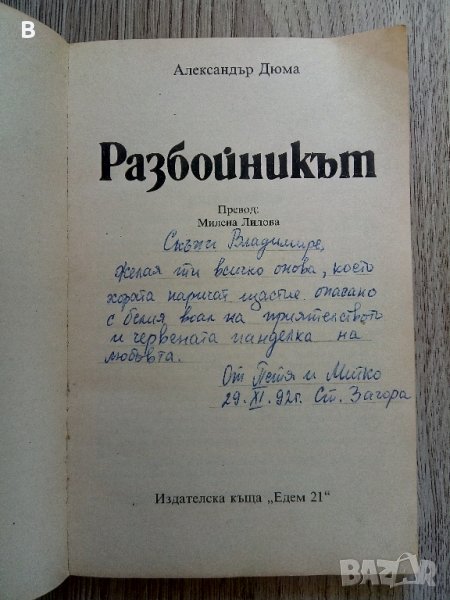 B
Александър Дюма
Разбойникът
Превод:
Милена Лилова
Скъпи Владимире,
желая ти всичко онова, което
хората наричат щастие опасано
с белия воал на приятелството
и червената панделка на
любовта.
От Петя и Митко
29.XI.92г. Ст. Загора
Издателска къща „Едем 21“
BAZAR